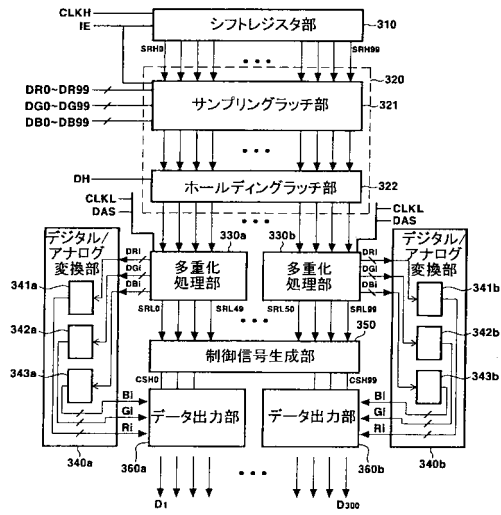 CLKH
IE
シフトレジスタ部
310
SRH0
SRH99
320
DR0~DR99
DG0~DG99
DB0~DB99
サンプリングラッチ部
321
DH
ホールディングラッチ部
322
CLKL
DAS
CLKL
DAS
330a
330b
デジタル/
アナログ
変換部
DRi
DGi
DBi
多重化
処理部
多重化
処理部
DRi
DGi
DBi
デジタル/
アナログ
変換部
341a
341b
SRL0
SRL49
SRL50
SRL99
350
342a
342b
制御信号生成部
343a
343b
CSH0
CSH99
Bi
Gi
Ri
データ出力部
データ出力部
Bi
Gi
Ri
340a
360a
360b
340b
D1
D300